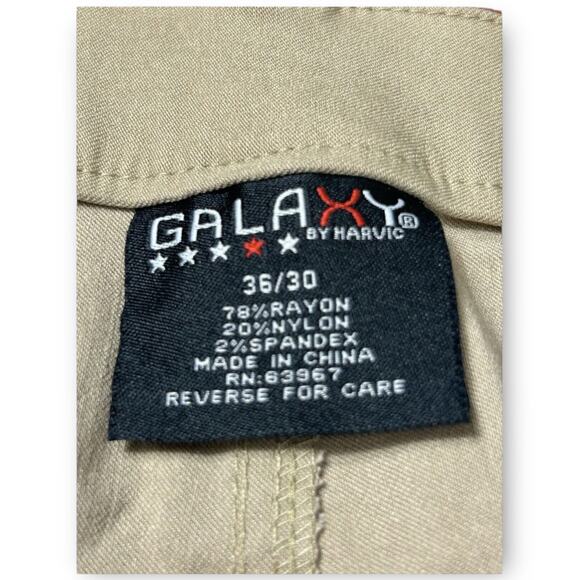 GALAXY®
BY HARVIC
36/30
78%RAYON
20%NYLON
2%SPANDEX
MADE IN CHINA
RN:63967
REVERSE FOR CARE